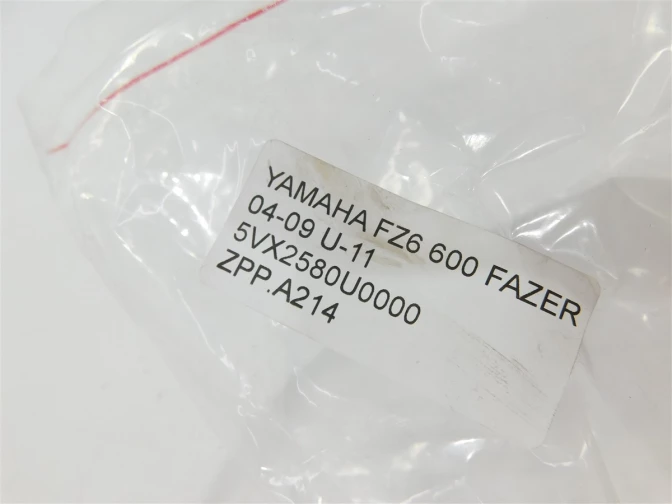 YAMAHA FZ6 600 FAZER
04-09 U-11
5VX2580U0000
ZPP.A214